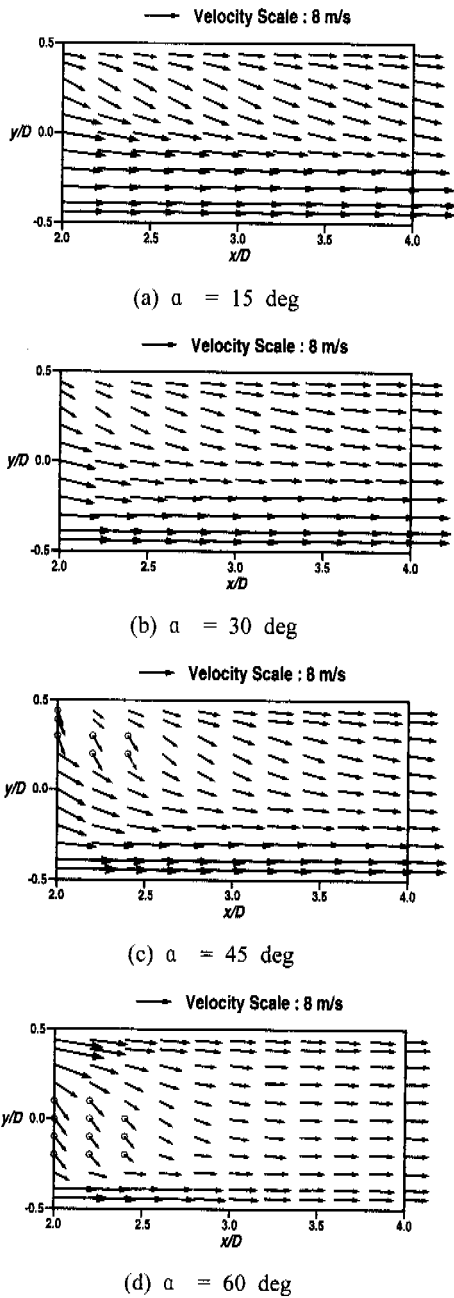 Velocity Scale : 8 m/s
0.5
y/D 0.0
-0.5
2.0 2.5 3.0 3.5 4.0
x/D
(a) α = 15 deg
Velocity Scale : 8 m/s
0.5
y/D 0.0
-0.5
2.0 2.5 3.0 3.5 4.0
x/D
(b) α = 30 deg
Velocity Scale : 8 m/s
0.5
y/D 0.0
-0.5
2.0 2.5 3.0 3.5 4.0
x/D
(c) α = 45 deg
Velocity Scale : 8 m/s
0.5
y/D 0.0
-0.5
2.0 2.5 3.0 3.5 4.0
x/D
(d) α = 60 deg